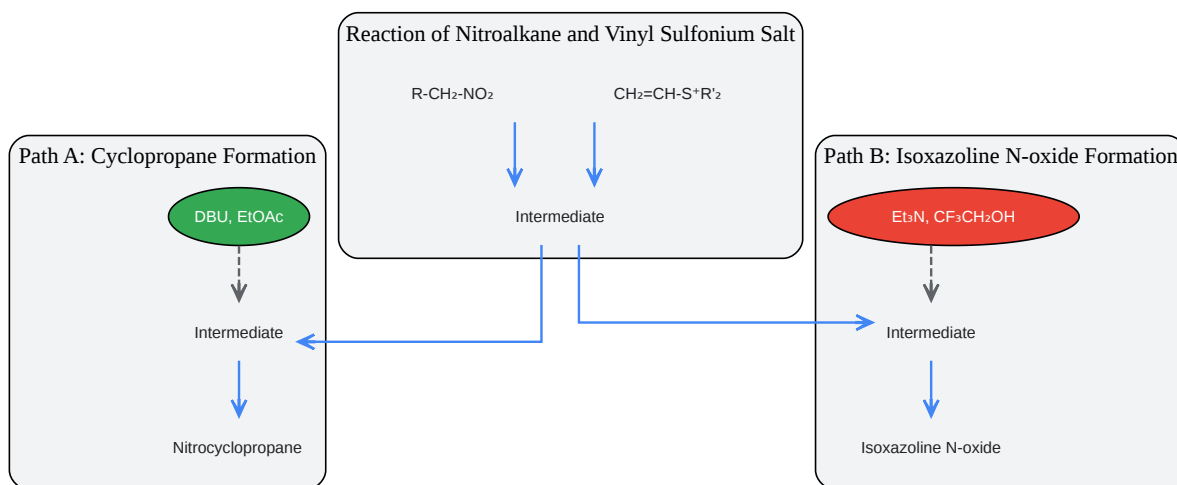 Reaction of Nitroalkane and Vinyl Sulfonium Salt
R-CH₂-NO₂
CH₂=CH-S⁺R'₂
Intermediate
Path A: Cyclopropane Formation
DBU, EtOAc
Intermediate
Nitrocyclopropane
Path B: Isoxazoline N-oxide Formation
Et₃N, CF₃CH₂OH
Intermediate
Isoxazoline N-oxide